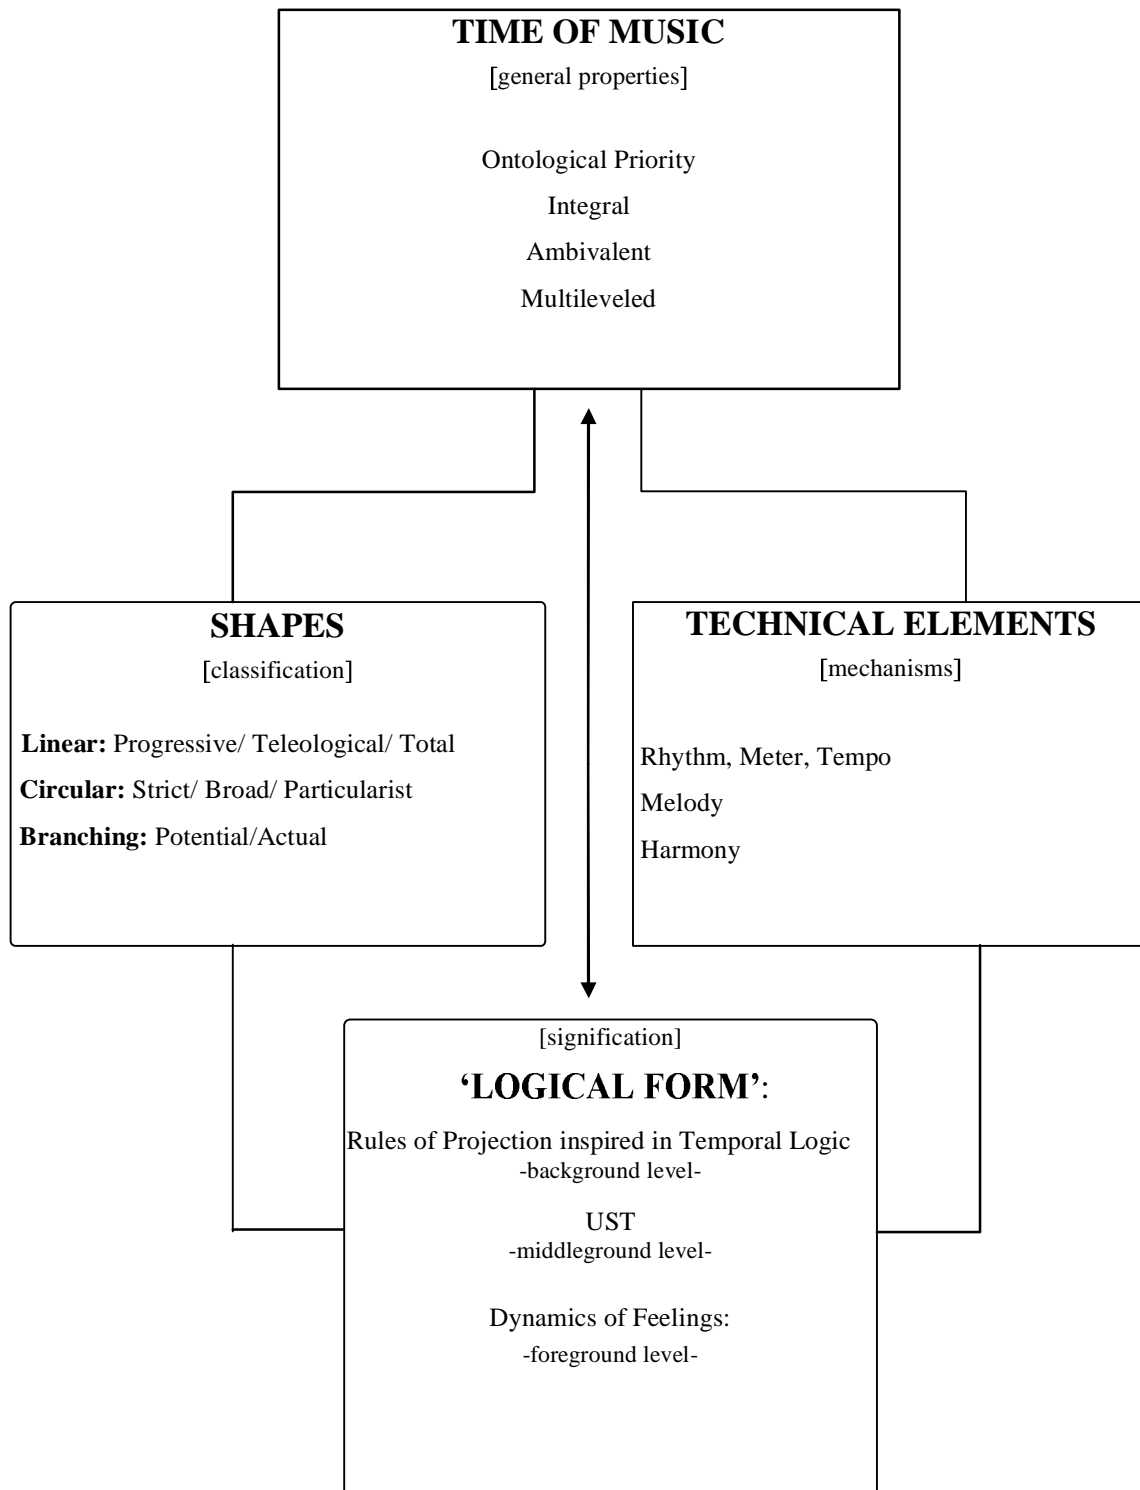 TIME OF MUSIC
[general properties]
Ontological Priority
Integral
Ambivalent
Multileveled
SHAPES
[classification]
Linear: Progressive/ Teleological/ Total
Circular: Strict/ Broad/ Particularist
Branching: Potential/Actual
TECHNICAL ELEMENTS
[mechanisms]
Rhythm, Meter, Tempo
Melody
Harmony
[signification]
‘LOGICAL FORM’:
Rules of Projection inspired in Temporal Logic
-background level-
UST
-middleground level-
Dynamics of Feelings:
-foreground level-